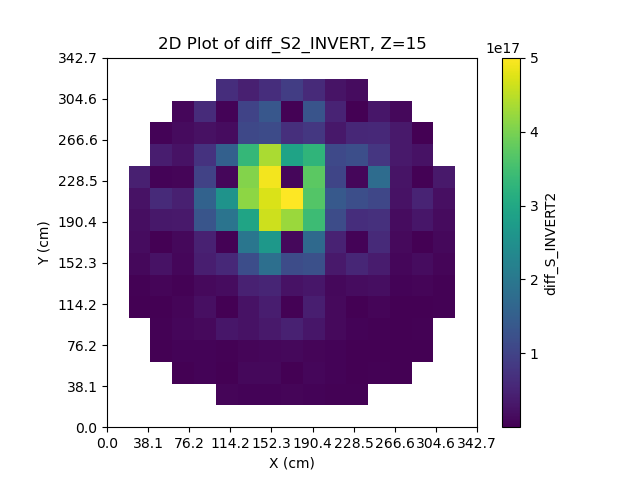 2D Plot of diff_S2_INVERT, Z=15
1e17
342.7
304.6
266.6
228.5
190.4
152.3
114.2
76.2
38.1
0.0
Y (cm)
0.0 38.1 76.2 114.2 152.3 190.4 228.5 266.6 304.6 342.7
X (cm)
5
4
3
2
1
diff_S_INVERT2